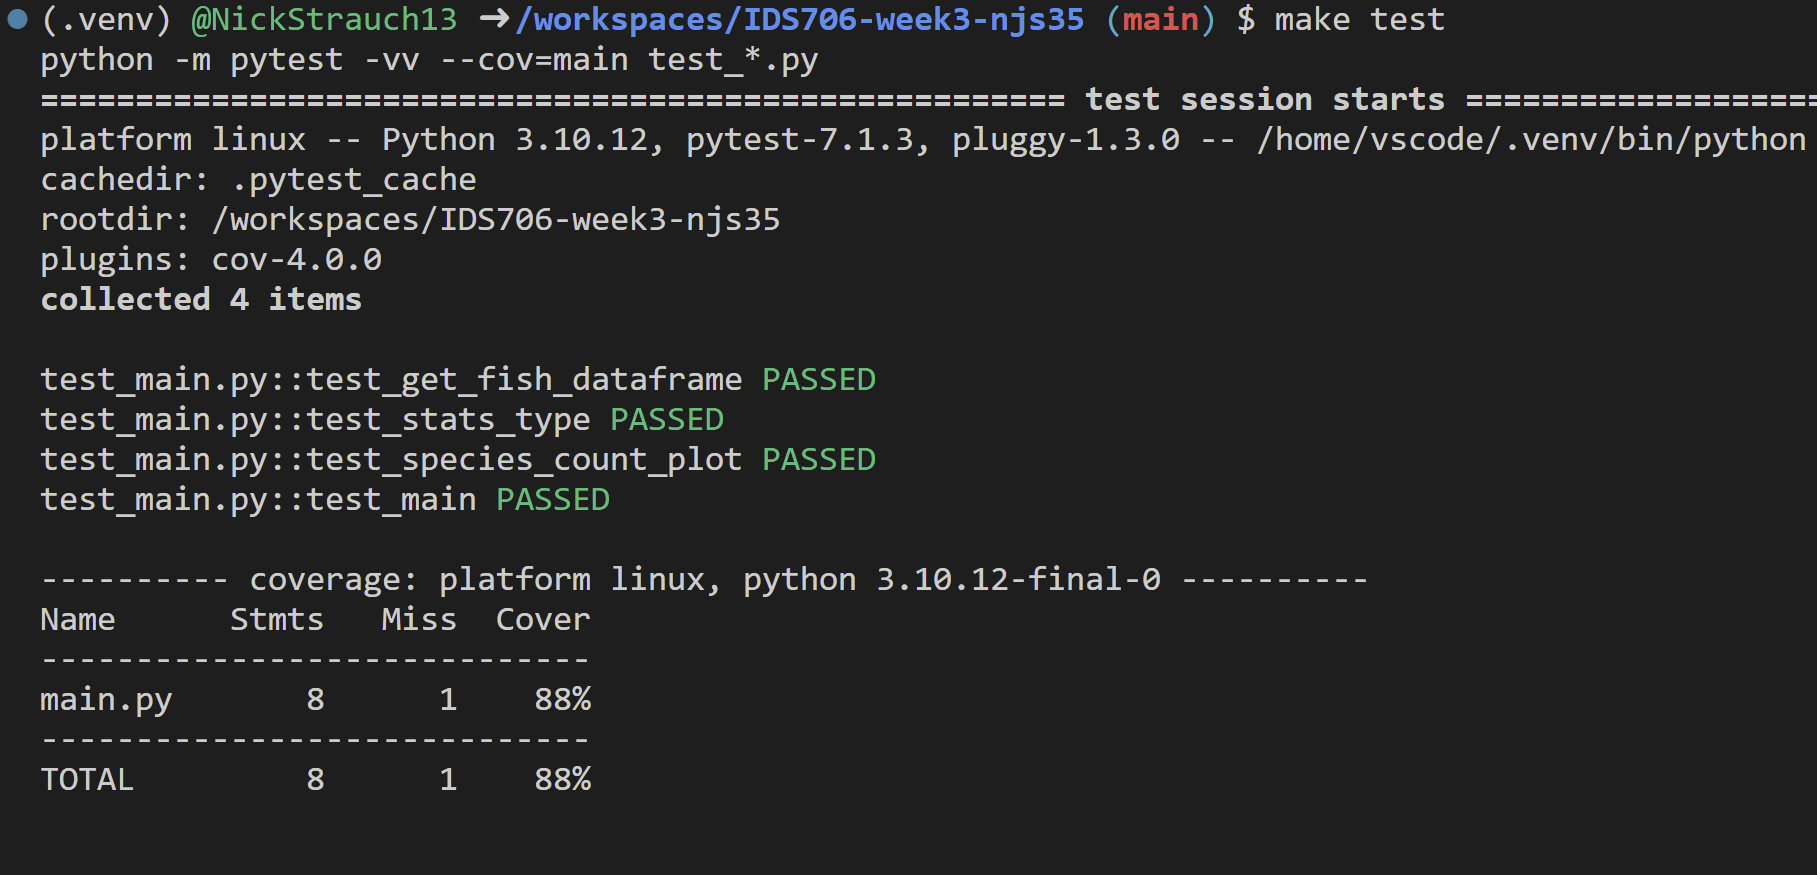 (.venv) @NickStrauch13 ➜/workspaces/IDS706-week3-njs35 (main) $ make test
python -m pytest -vv --cov=main test_*.py
====================================================== test session starts ===================
platform linux -- Python 3.10.12, pytest-7.1.3, pluggy-1.3.0 -- /home/vscode/.venv/bin/python
cachedir: .pytest_cache
rootdir: /workspaces/IDS706-week3-njs35
plugins: cov-4.0.0
collected 4 items
test_main.py::test_get_fish_dataframe PASSED
test_main.py::test_stats_type PASSED
test_main.py::test_species_count_plot PASSED
test_main.py::test_main PASSED
---------- coverage: platform linux, python 3.10.12-final-0 ----------
Name      Stmts   Miss  Cover
-----------------------------
main.py       8      1    88%
-----------------------------
TOTAL         8      1    88%